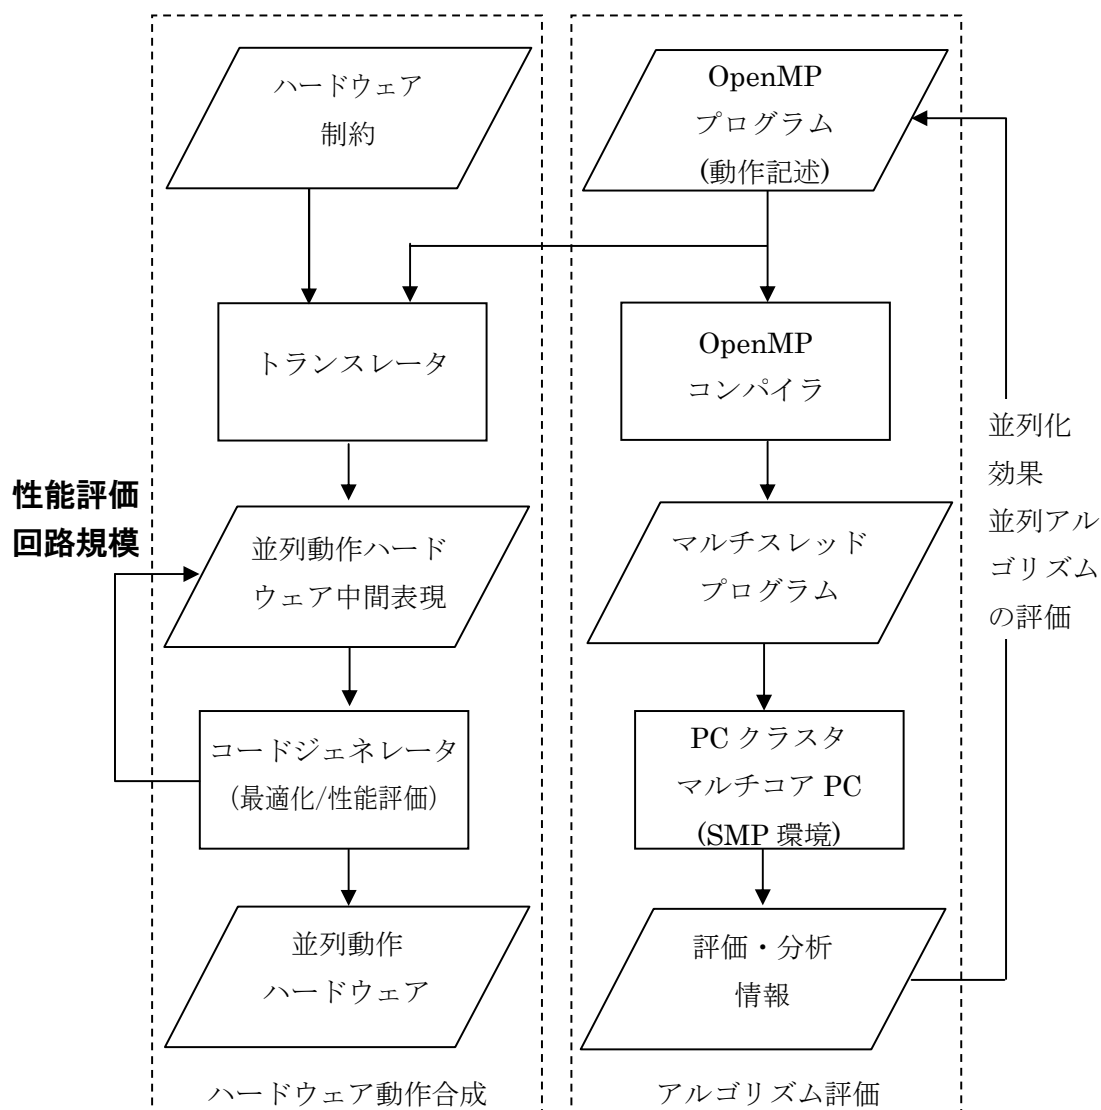 ハードウェア
制約
OpenMP
プログラム
(動作記述)
トランスレータ
OpenMP
コンパイラ
並列化
効果
並列アル
ゴリズム
の評価
性能評価
回路規模
並列動作ハード
ウェア中間表現
マルチスレッド
プログラム
コードジェネレータ
(最適化/性能評価)
PC クラスタ
マルチコア PC
(SMP 環境)
並列動作
ハードウェア
評価・分析
情報
ハードウェア動作合成
アルゴリズム評価